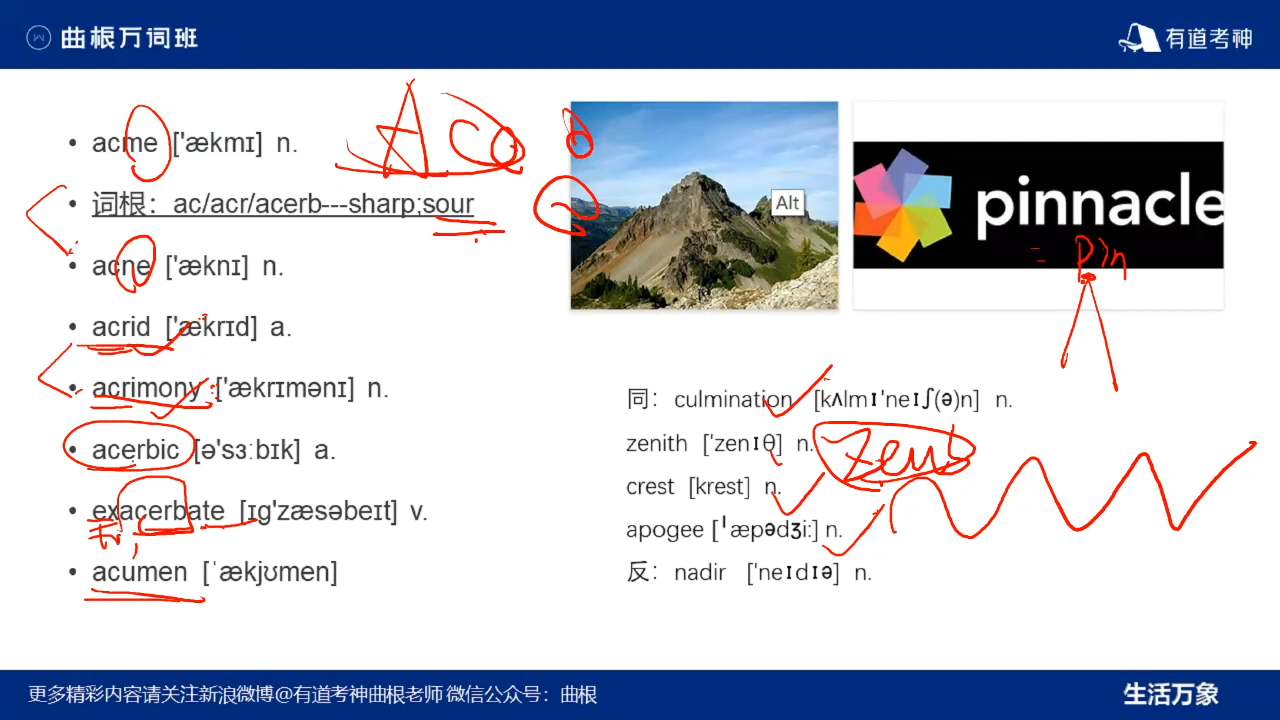 曲根万词班
有道考神
acme ['ækmɪ] n.
词根：ac/acr/acerb---sharp;sour
acne ['æknɪ] n.
acrid ['ækrɪd] a.
acrimony ['ækrɪmənɪ] n.
acerbic [ə'sɜːbɪk] a.
exacerbate [ɪg'zæsəbeɪt] v.
acumen [ˈækjʊmen]
Alt
pinnacle
= Pin
同：culmination [kʌlmɪ'neɪʃ(ə)n] n.
zenith ['zenɪθ] n.
crest [krest] n.
apogee [ˈæpədʒiː] n.
反：nadir ['neɪdɪə] n.
更多精彩内容请关注新浪微博@有道考神曲根老师 微信公众号：曲根
生活万象